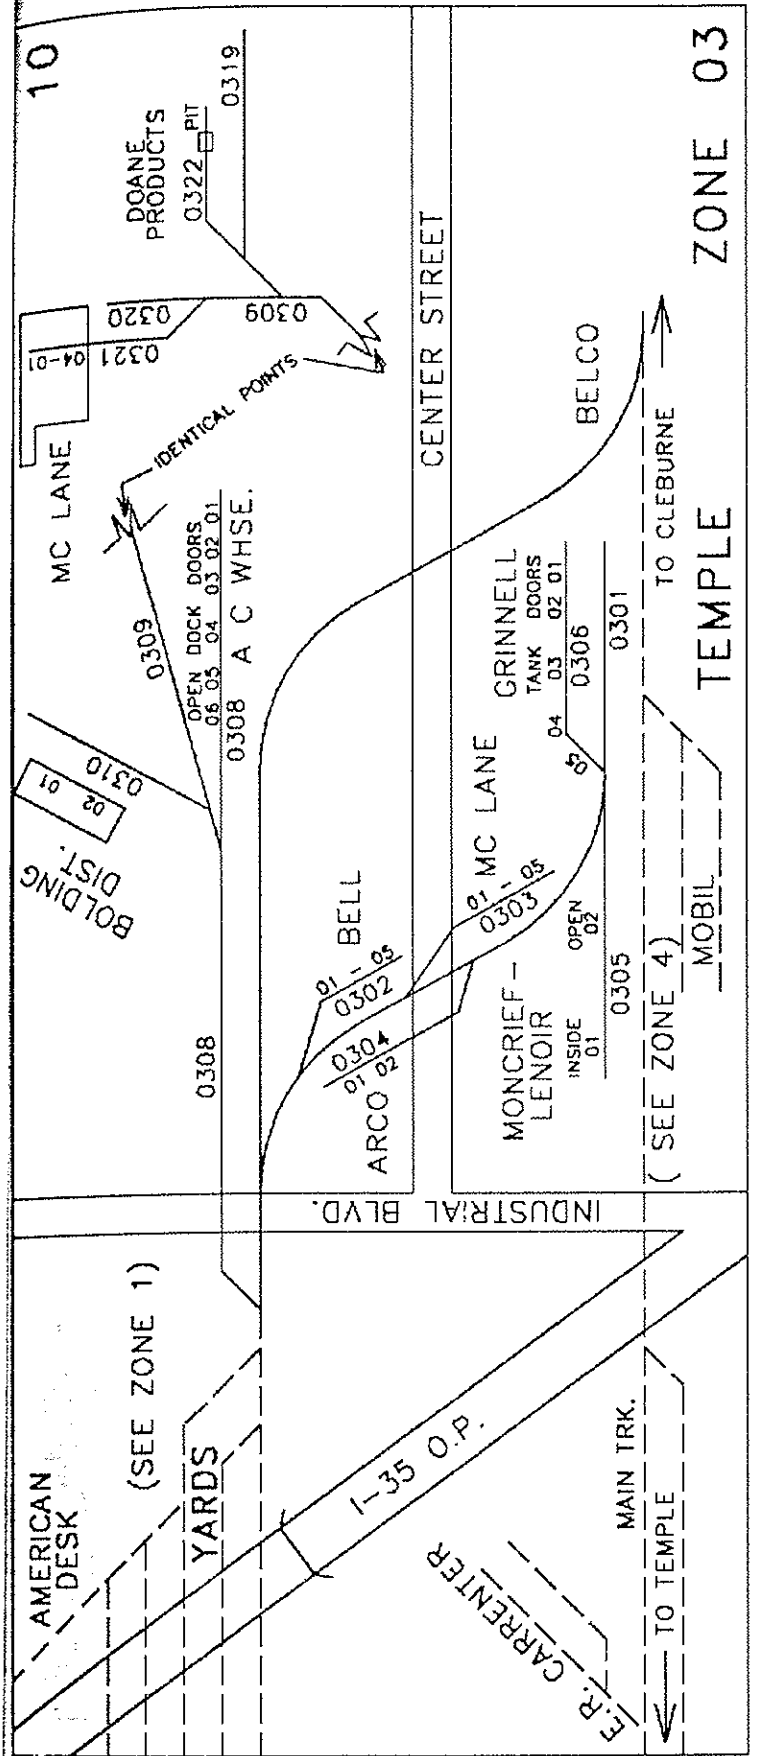 10
AMERICAN
DESK
(SEE ZONE 1)
YARDS
I-35 O.P.
E.R. CARRENTER
MAIN TRK.
TO TEMPLE
INDUSTRIAL BLVD.
BOLDING
DIST.
02 01
0310
0308
0309
MC LANE
04-01
0321
0320
0309
IDENTICAL POINTS
DOANE
PRODUCTS
0322 PIT
0319
OPEN DOCK DOORS
06 05 04 03 02 01
0308 A C WHSE.
CENTER STREET
BELL
01 - 05
0302
0304
01 02
ARCO
MC LANE
01 - 05
0303
MONCRIEF-
LENOIR
INSIDE
01
OPEN
02
0305
GRINNELL
TANK DOORS
04 03 02 01
05
0306
0301
BELCO
TO CLEBURNE
(SEE ZONE 4)
MOBIL
TEMPLE ZONE 03